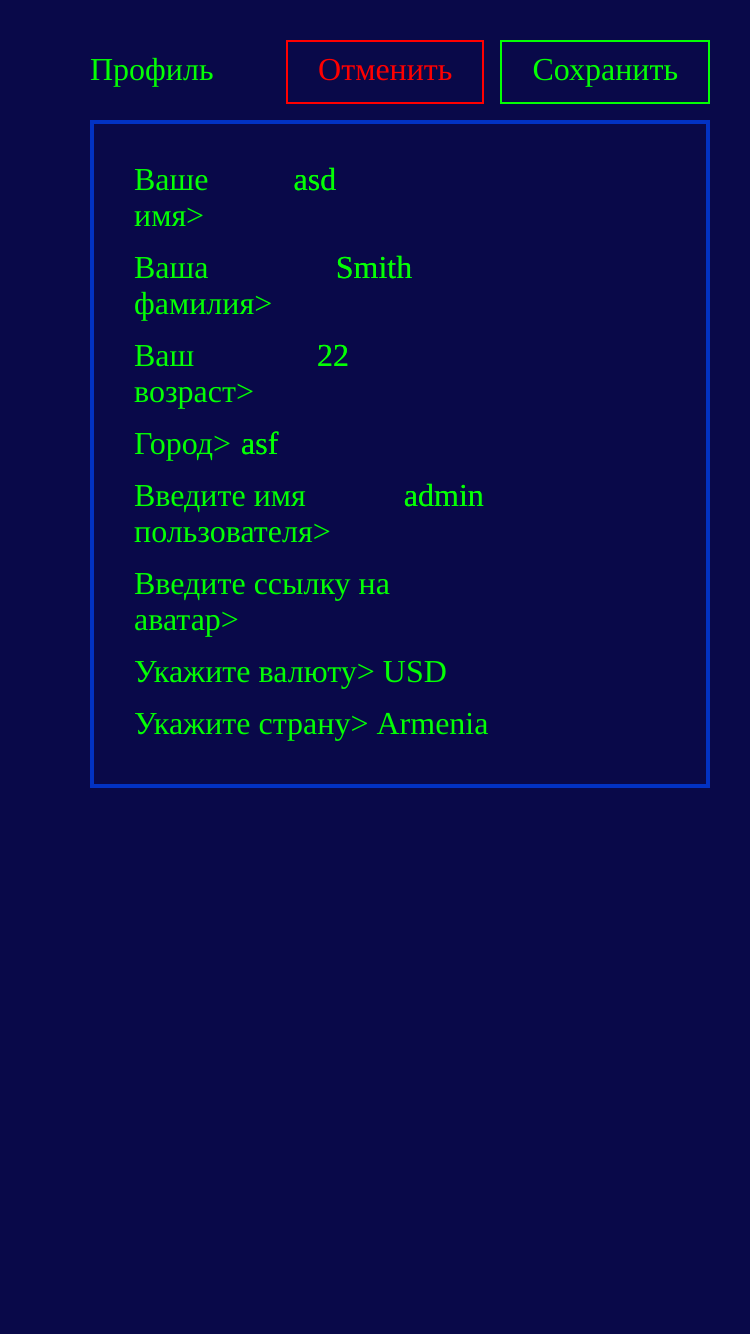 Профиль Отменить Сохранить
Ваше asd
имя>
Ваша Smith
фамилия>
Ваш 22
возраст>
Город> asf
Введите имя admin
пользователя>
Введите ссылку на
аватар>
Укажите валюту> USD
Укажите страну> Armenia